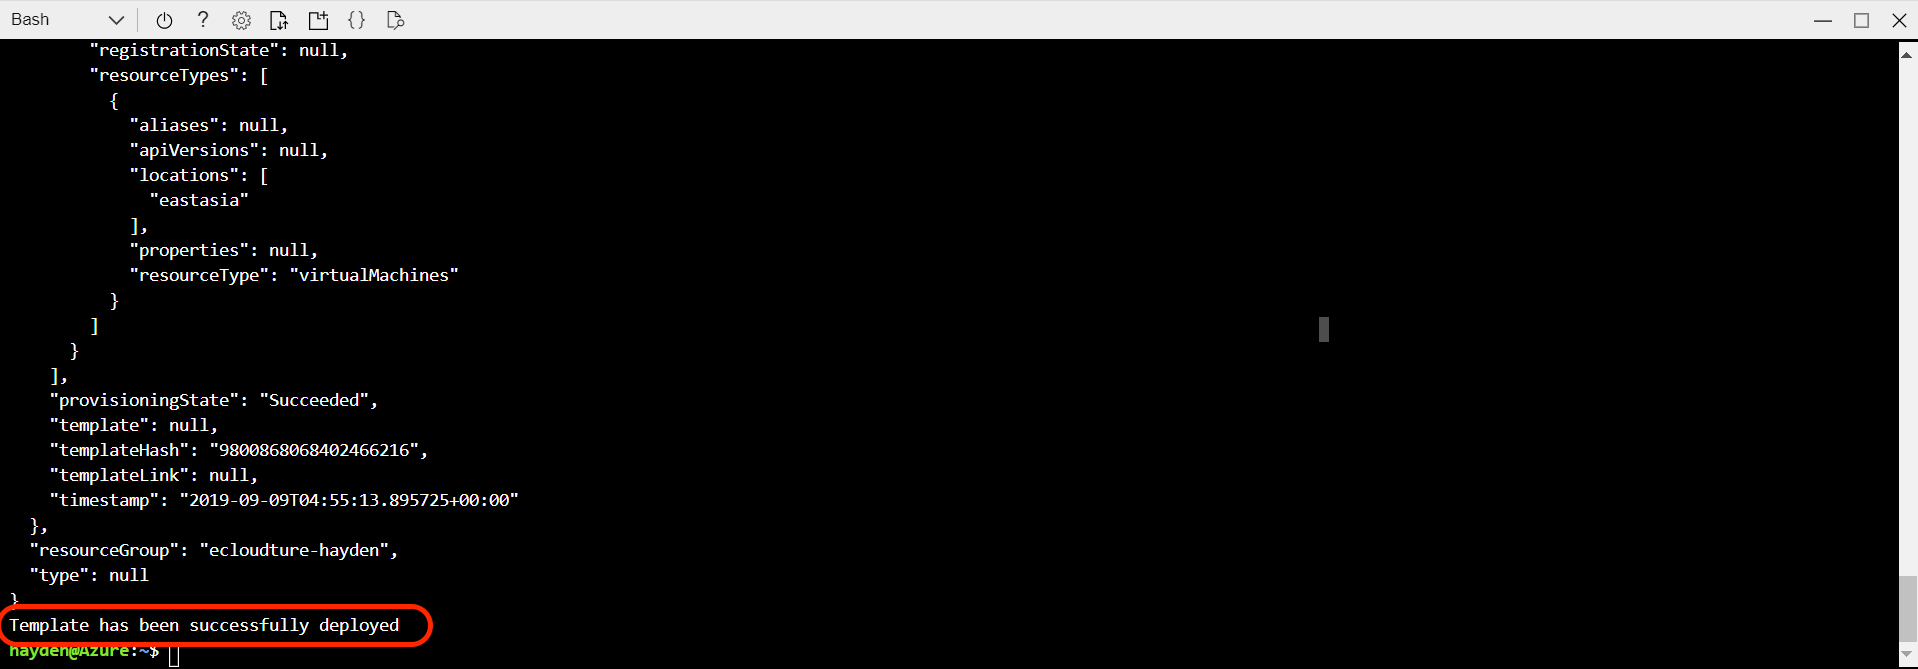 Bash
"registrationState": null,
"resourceTypes": [
{
"aliases": null,
"apiVersions": null,
"locations": [
"eastasia"
],
"properties": null,
"resourceType": "virtualMachines"
}
]
}
],
"provisioningState": "Succeeded",
"template": null,
"templateHash": "9800868068402466216",
"templateLink": null,
"timestamp": "2019-09-09T04:55:13.895725+00:00"
},
"resourceGroup": "ecloudture-hayden",
"type": null
}
Template has been successfully deployed
hayden@Azure:~$